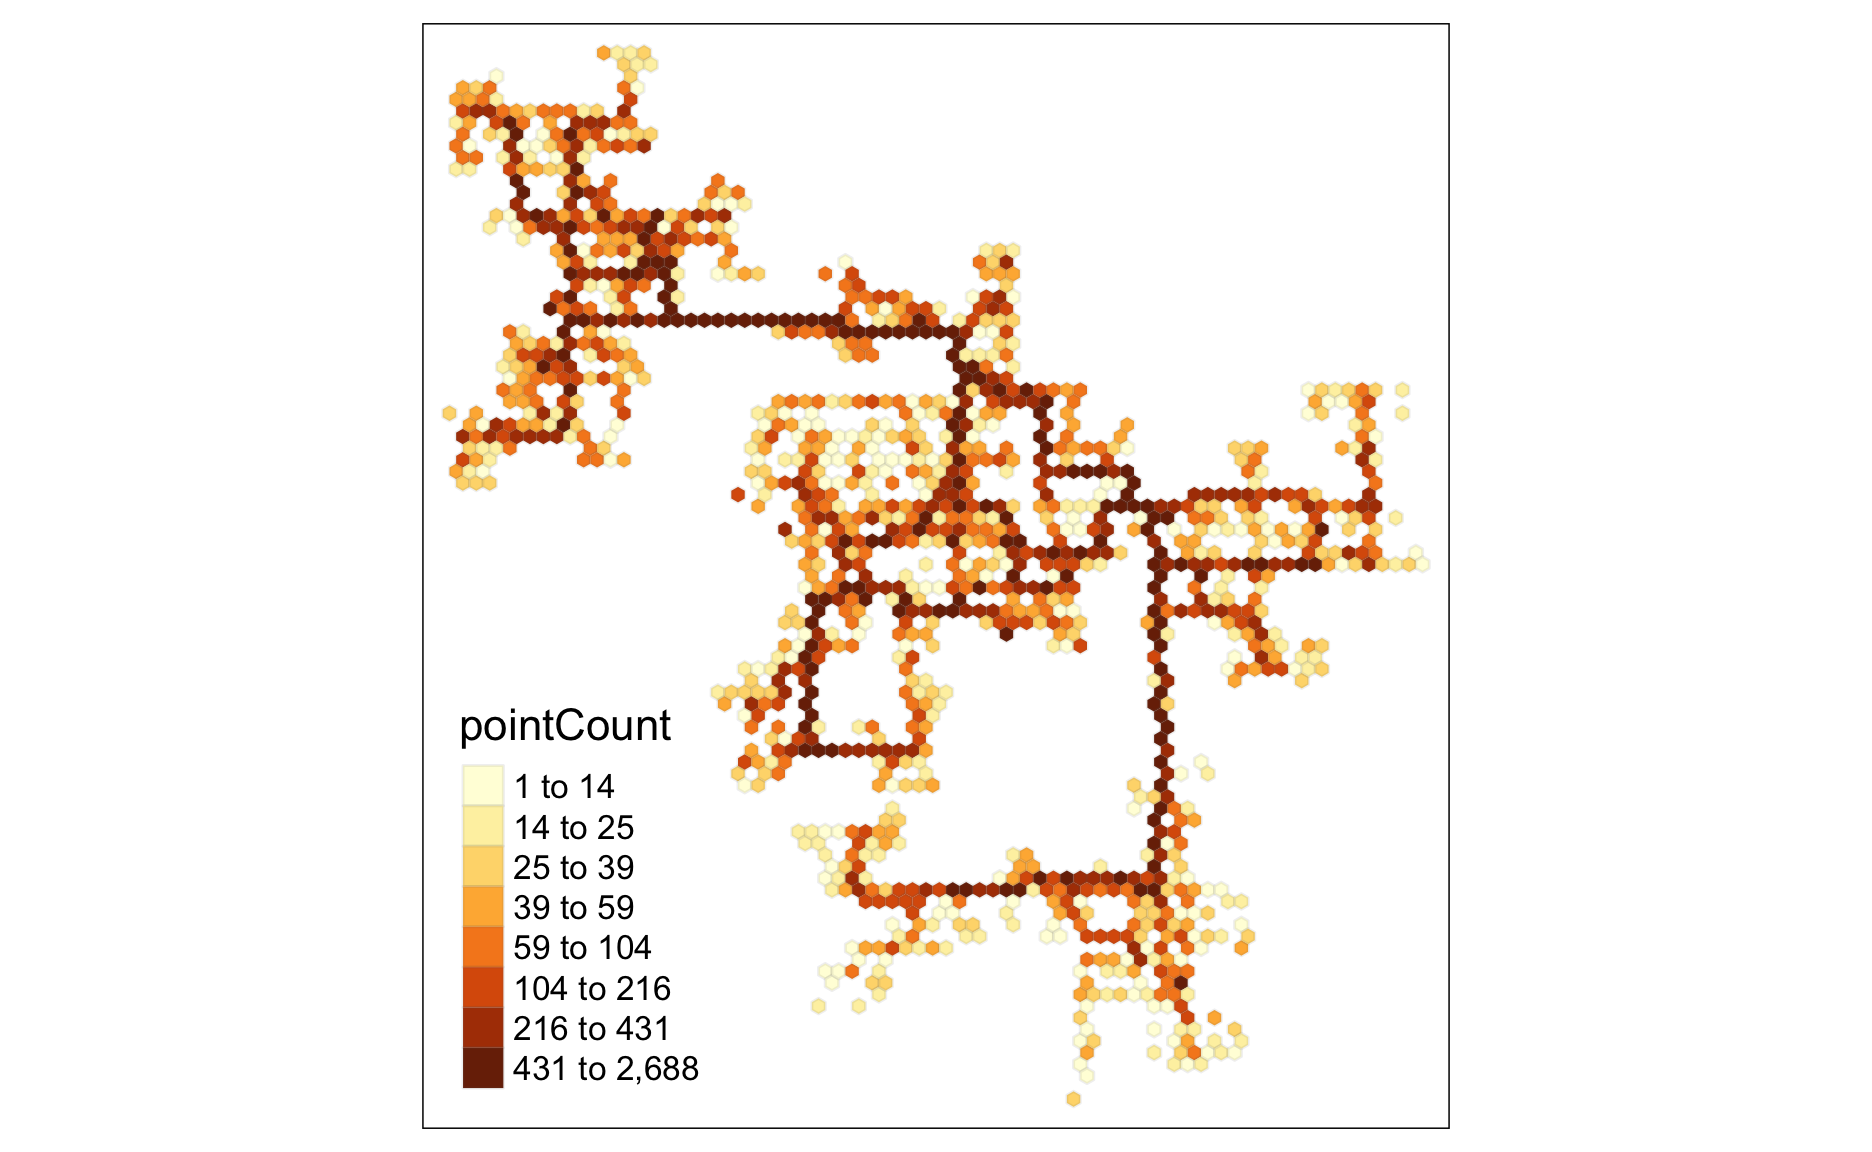 pointCount
1 to 14
14 to 25
25 to 39
39 to 59
59 to 104
104 to 216
216 to 431
431 to 2,688